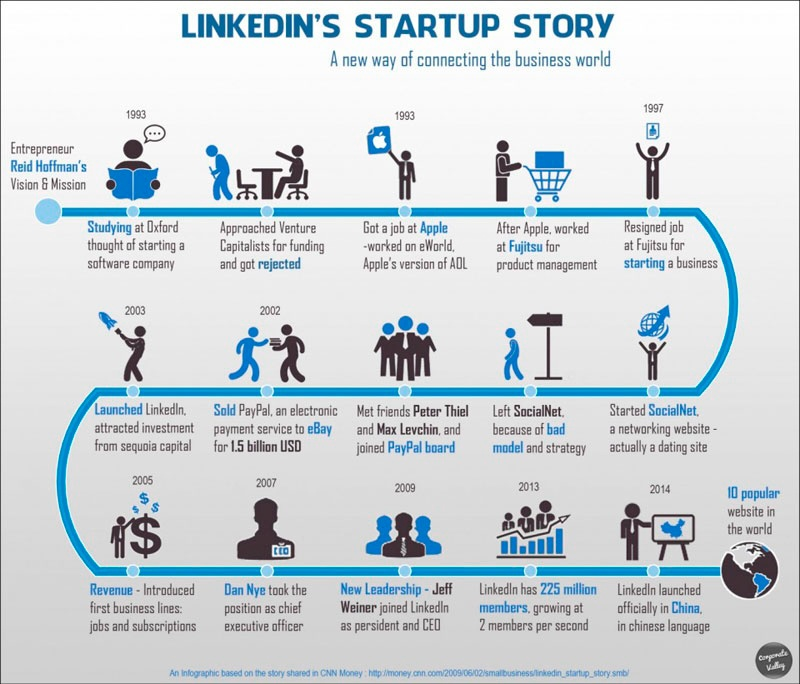 LINKEDIN'S STARTUP STORY
A new way of connecting the business world
Entrepreneur
Reid Hoffman's
Vision & Mission
1993
Studying at Oxford
thought of starting a
software company
Approached Venture
Capitalists for funding
and got rejected
1993
Got a job at Apple
-worked on eWorld,
Apple's version of AOL
After Apple, worked
at Fujitsu for
product management
1997
Resigned job
at Fujitsu for
starting a business
Started SocialNet,
a networking website -
actually a dating site
Left SocialNet,
because of bad
model and strategy
Met friends Peter Thiel
and Max Levchin, and
joined PayPal board
2002
Sold PayPal, an electronic
payment service to eBay
for 1.5 billion USD
2003
Launched LinkedIn,
attracted investment
from sequoia capital
2005
$ $ $
$
Revenue - Introduced
first business lines:
jobs and subscriptions
2007
CEO
Dan Nye took the
position as chief
executive officer
2009
New Leadership - Jeff
Weiner joined LinkedIn
as persident and CEO
2013
LinkedIn has 225 million
members, growing at
2 members per second
2014
LinkedIn launched
officially in China,
in chinese language
10 popular
website in
the world
An Infographic based on the story shared in CNN Money : http://money.cnn.com/2009/06/02/smallbusiness/linkedin_startup_story.smb/
Corporate
Valley